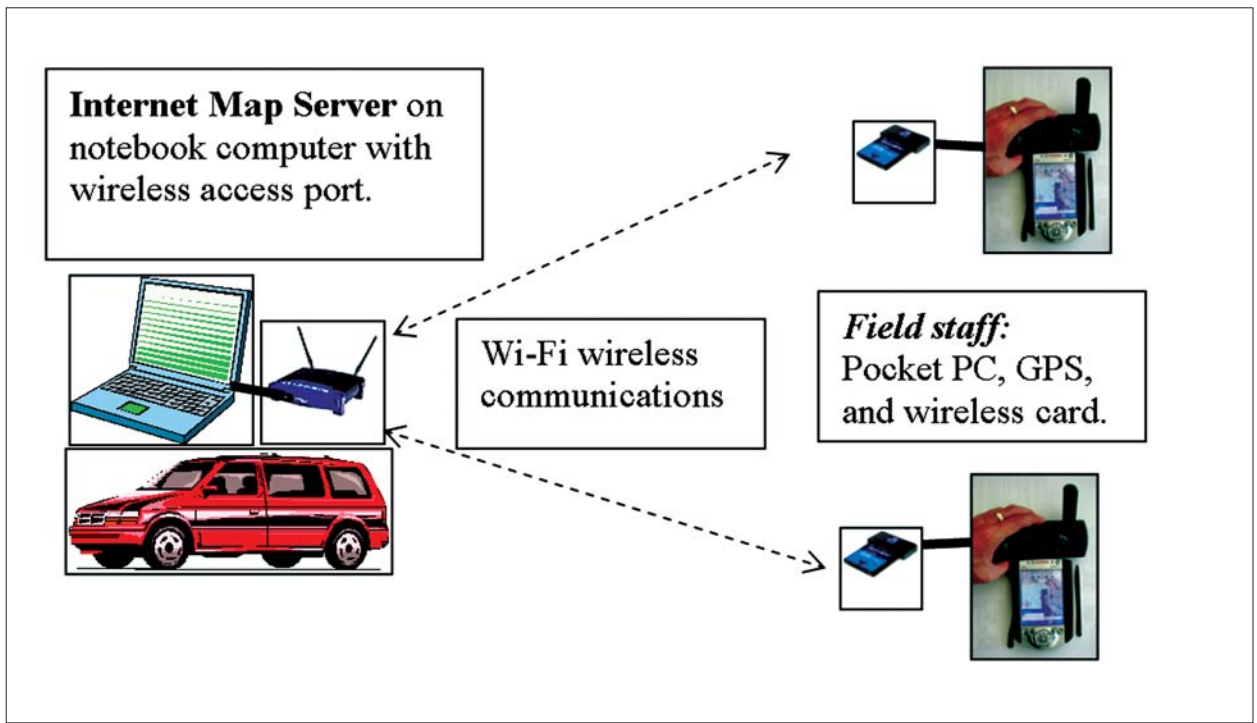 Internet Map Server on
notebook computer with
wireless access port.
Wi-Fi wireless
communications
Field staff:
Pocket PC, GPS,
and wireless card.